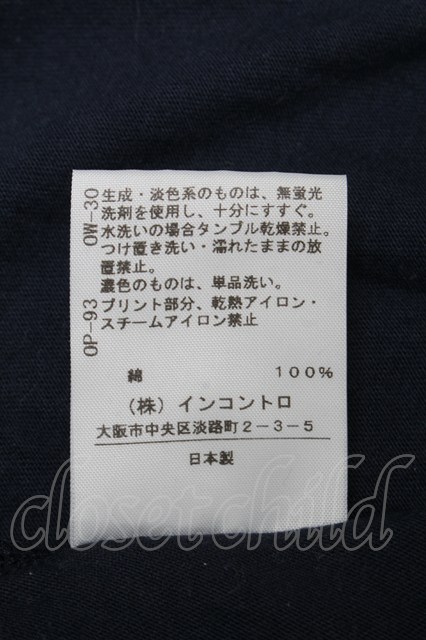 OW-30
生成・淡色系のものは、無蛍光
洗剤を使用し、十分にすすぐ。
水洗いの場合タンブル乾燥禁止。
つけ置き洗い・濡れたままの放
置禁止。
濃色のものは、単品洗い。
OP-93
プリント部分、乾熱アイロン・
スチームアイロン禁止
綿 100%
(株)インコントロ
大阪市中央区淡路町2-3-5
日本製
closetchild